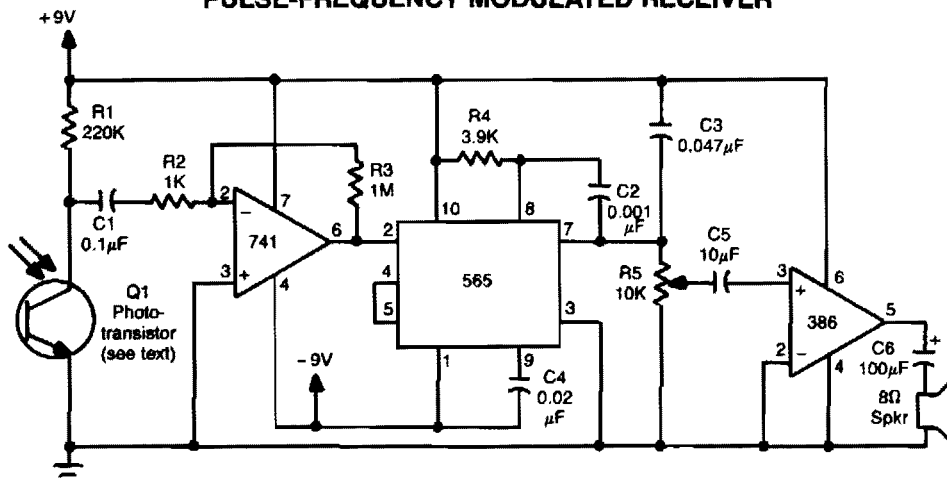 PULSE-FREQUENCY MODULATED RECEIVER
+9V
R1
220K
R2
1K
C1
0.1µF
R3
1M
2
−
7
741
6
3
+
4
Q1
Photo-
transistor
(see text)
−9V
R4
3.9K
10
8
2
7
565
4
5
3
1
9
C2
0.001
µF
C3
0.047µF
C4
0.02
µF
R5
10K
C5
10µF
3
+
6
386
5
2
−
4
C6
100µF
+
8Ω
Spkr